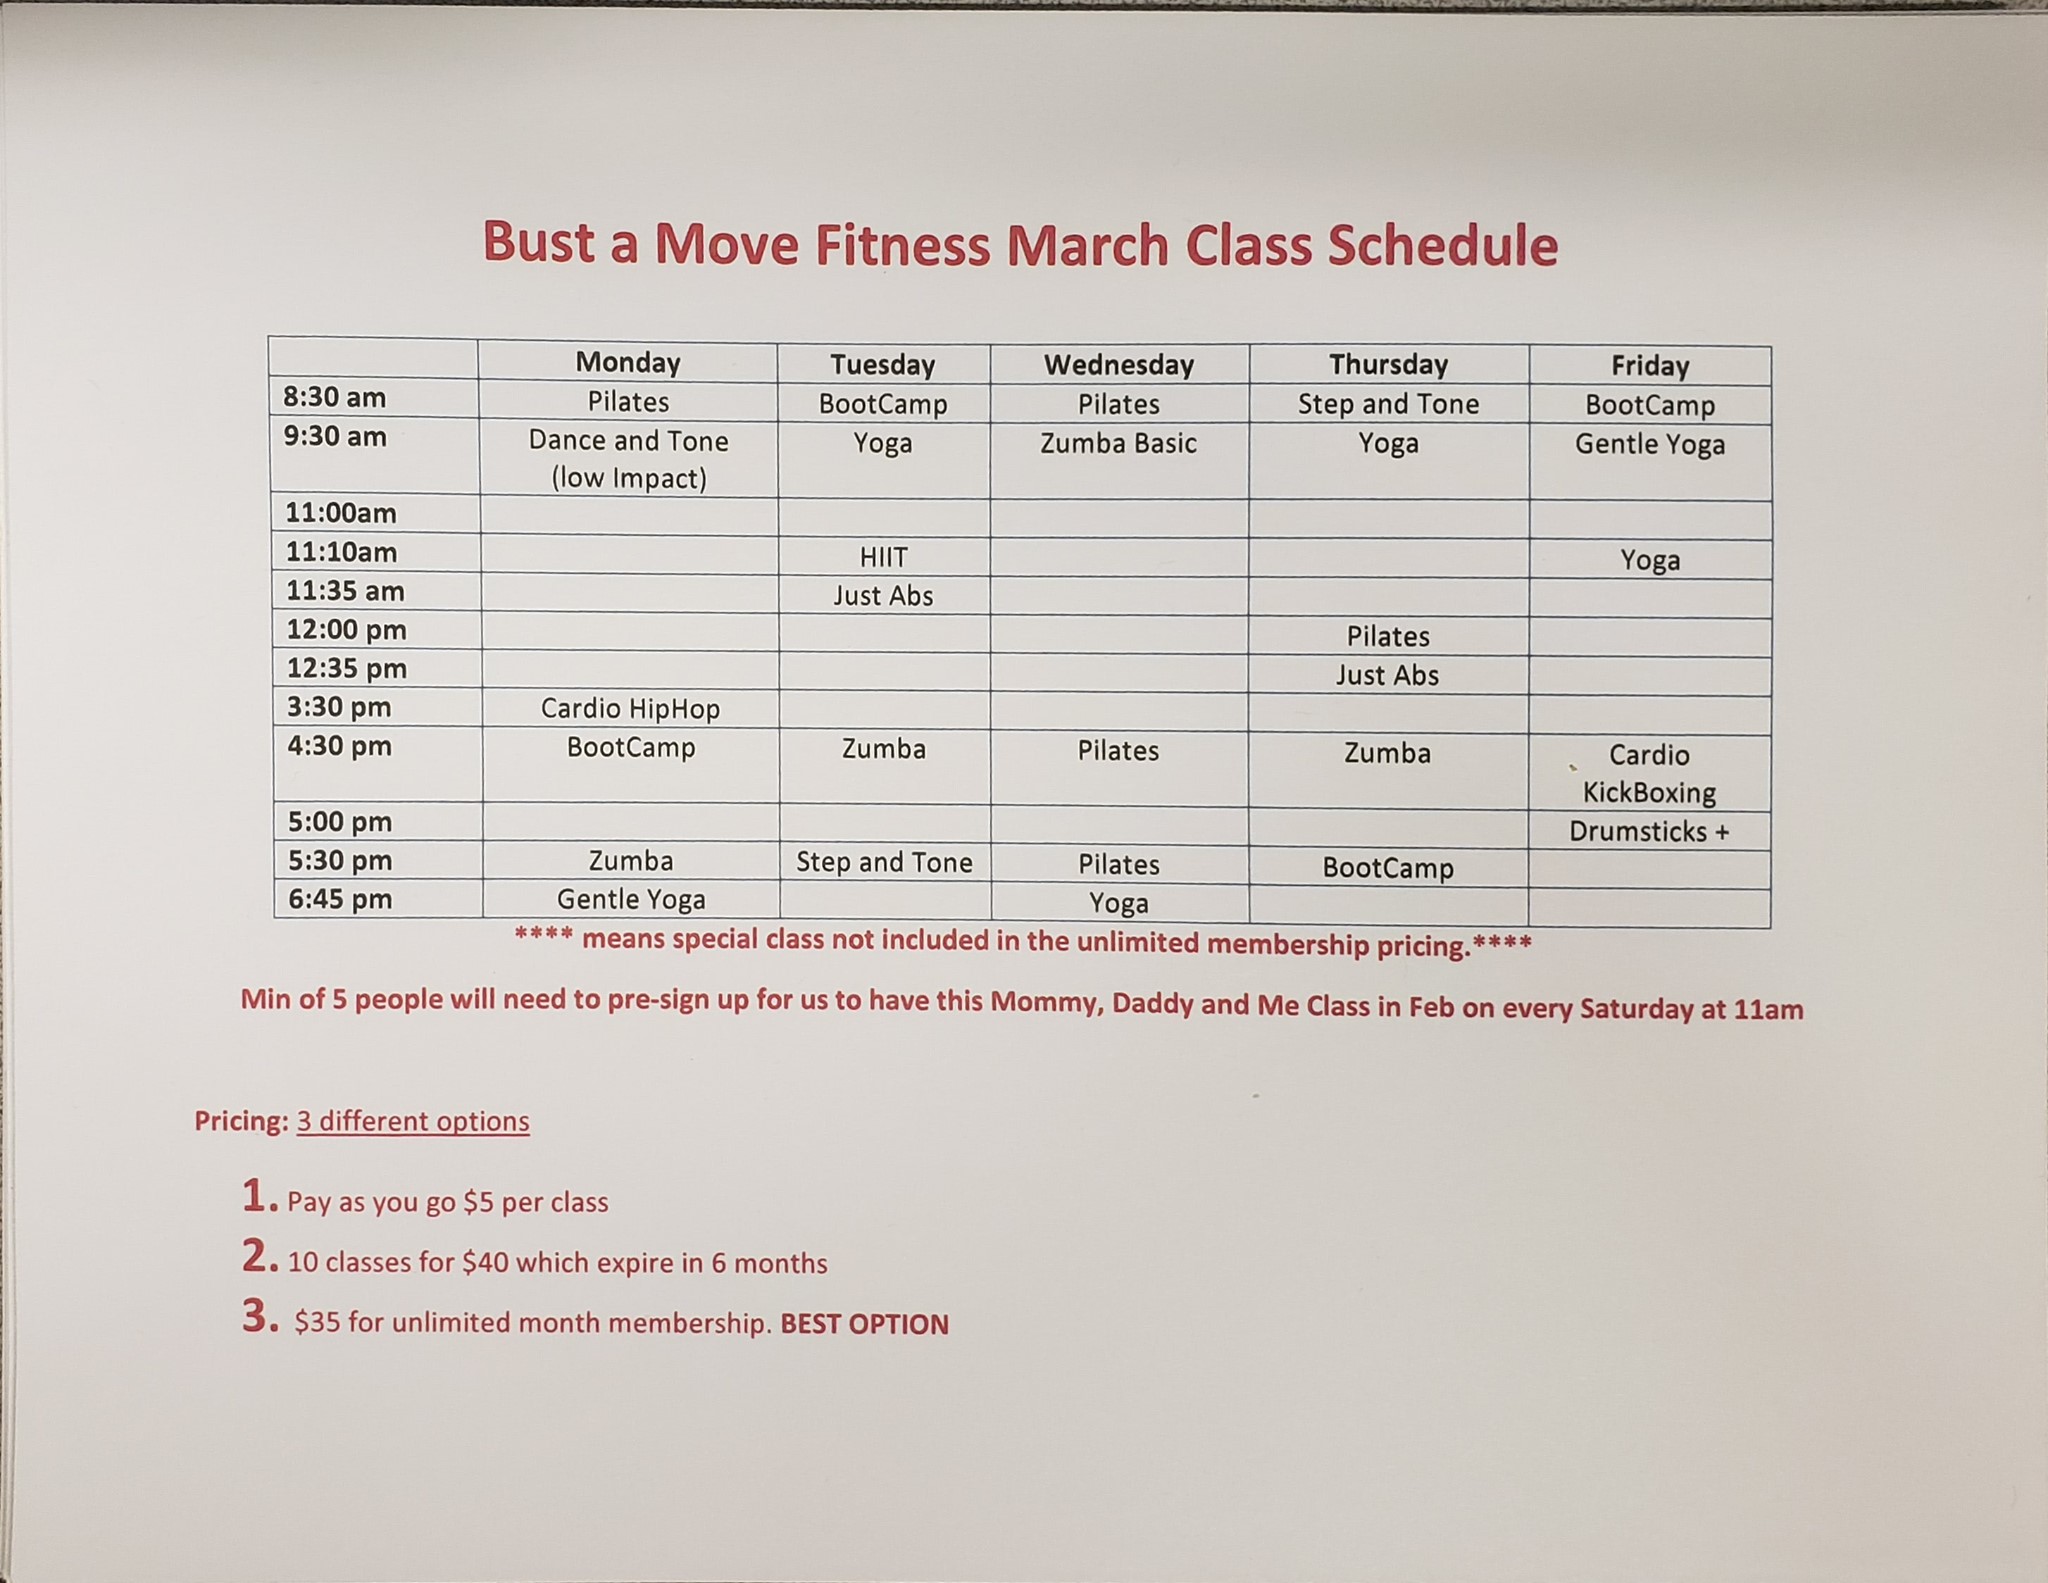 Bust a Move Fitness March Class Schedule
Monday Tuesday Wednesday Thursday Friday
8:30 am Pilates BootCamp Pilates Step and Tone BootCamp
9:30 am Dance and Tone Yoga Zumba Basic Yoga Gentle Yoga
(low Impact)
11:00am
11:10am HIIT Yoga
11:35 am Just Abs
12:00 pm Pilates
12:35 pm Just Abs
3:30 pm Cardio HipHop
4:30 pm BootCamp Zumba Pilates Zumba Cardio
KickBoxing
5:00 pm Drumsticks +
5:30 pm Zumba Step and Tone Pilates BootCamp
6:45 pm Gentle Yoga Yoga
**** means special class not included in the unlimited membership pricing.****
Min of 5 people will need to pre-sign up for us to have this Mommy, Daddy and Me Class in Feb on every Saturday at 11am
Pricing: 3 different options
1. Pay as you go $5 per class
2. 10 classes for $40 which expire in 6 months
3. $35 for unlimited month membership. BEST OPTION